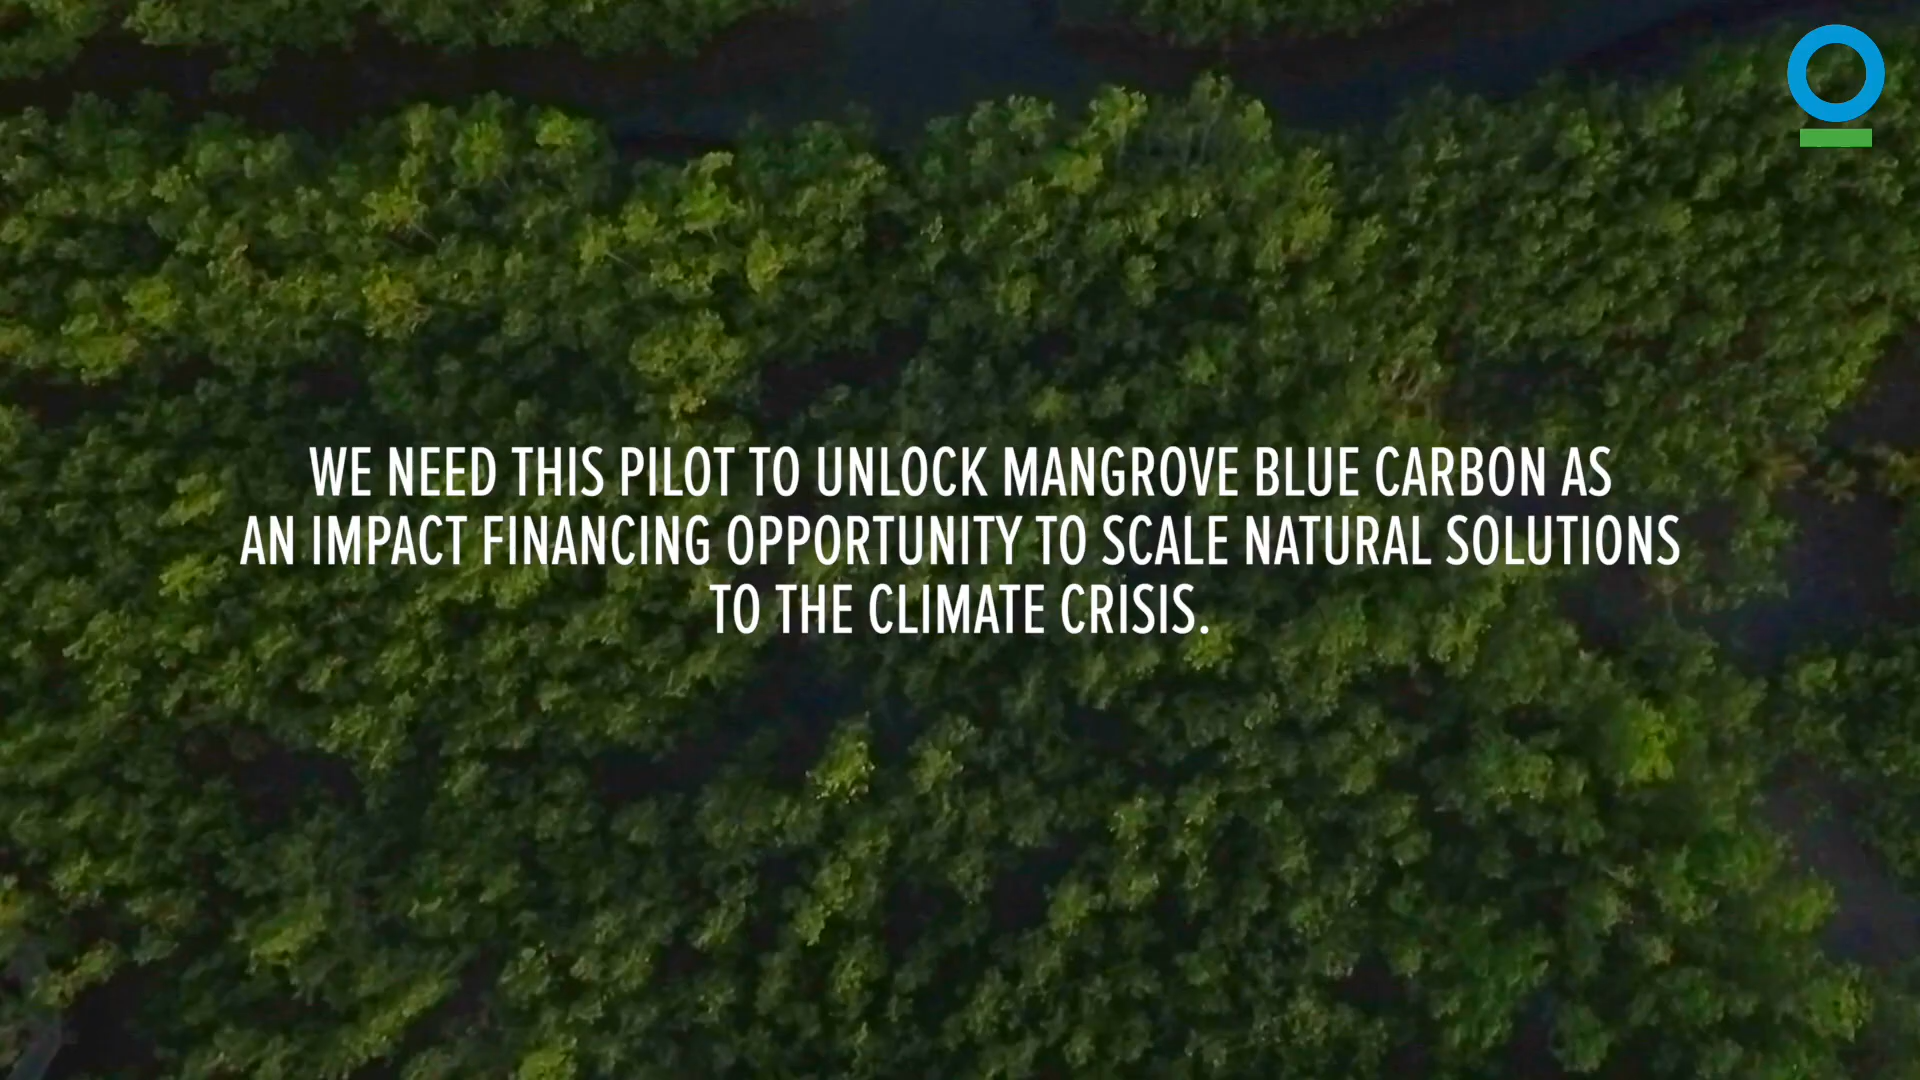 WE NEED THIS PILOT TO UNLOCK MANGROVE BLUE CARBON AS
AN IMPACT FINANCING OPPORTUNITY TO SCALE NATURAL SOLUTIONS
TO THE CLIMATE CRISIS.